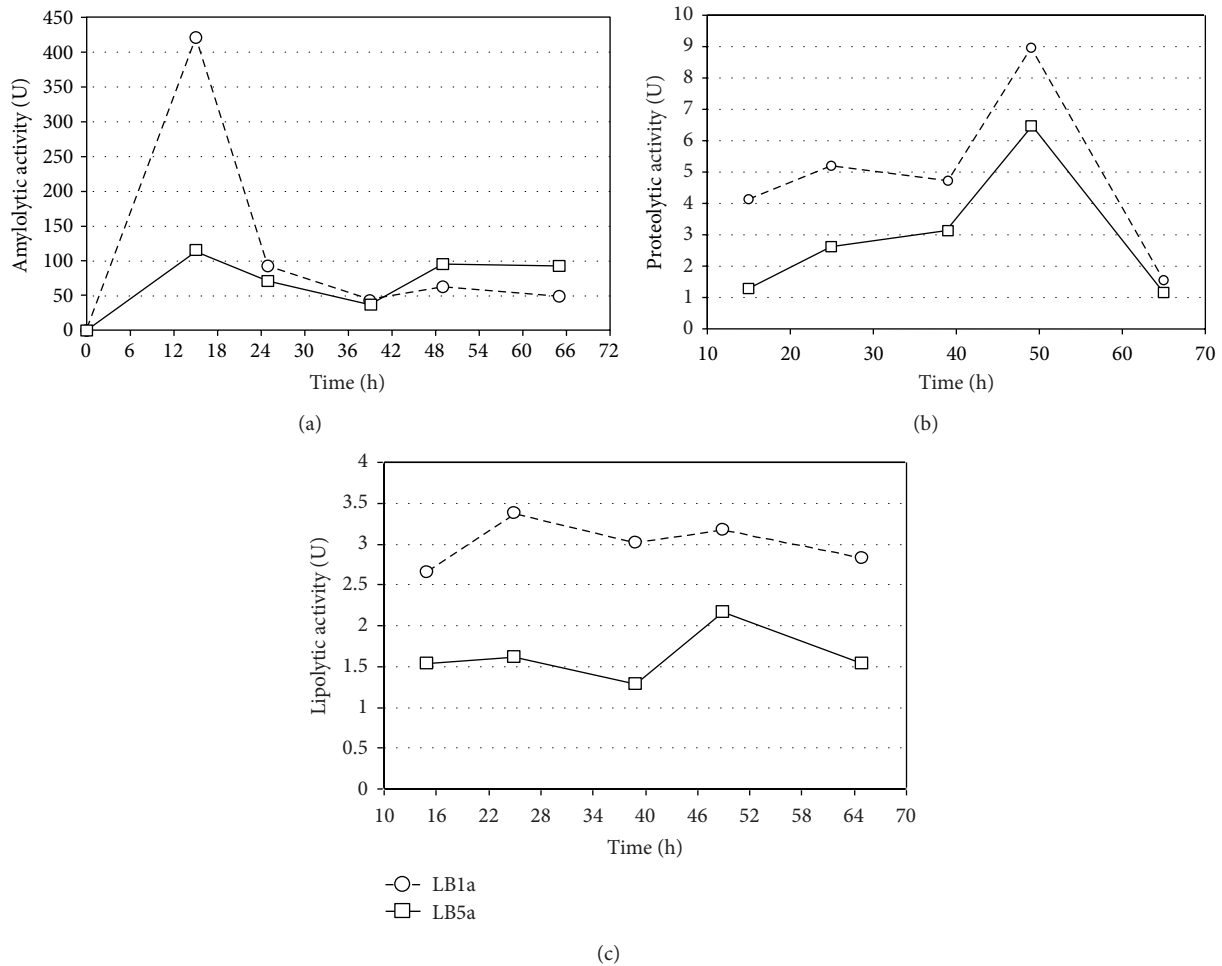 450
400
350
300
250
200
150
100
50
0
Amylolytic activity (U)
0 6 12 18 24 30 36 42 48 54 60 66 72
Time (h)
(a)
10
9
8
7
6
5
4
3
2
1
0
Proteolytic activity (U)
10 20 30 40 50 60 70
Time (h)
(b)
4
3.5
3
2.5
2
1.5
1
0.5
0
Lipolytic activity (U)
10 16 22 28 34 40 46 52 58 64 70
Time (h)
LB1a
LB5a
(c)